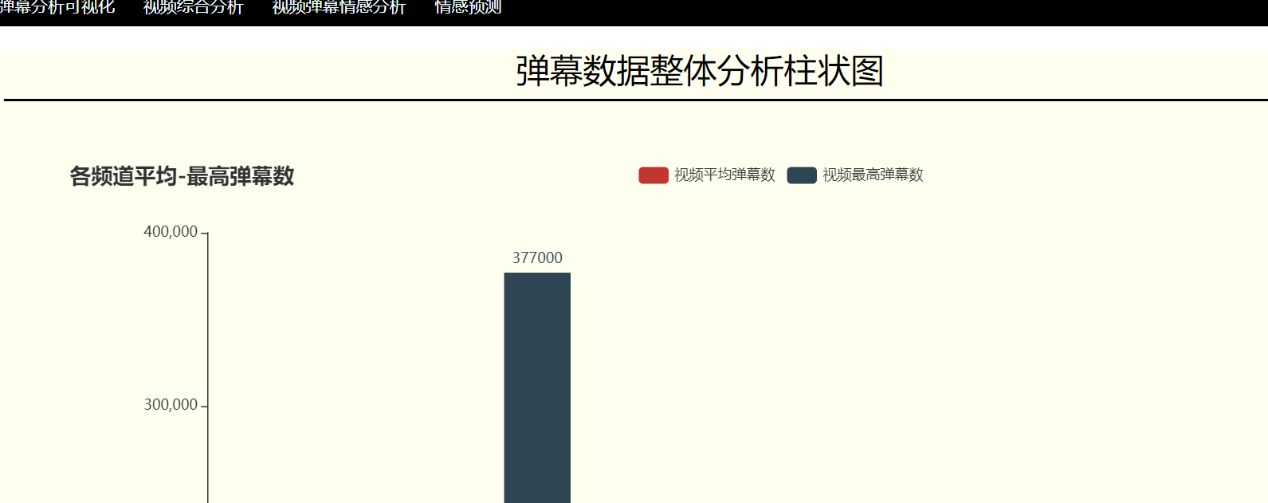 弹幕分析可视化 视频综合分析 视频弹幕情感分析 情感预测
弹幕数据整体分析柱状图
各频道平均-最高弹幕数
视频平均弹幕数 视频最高弹幕数
400,000
377000
300,000